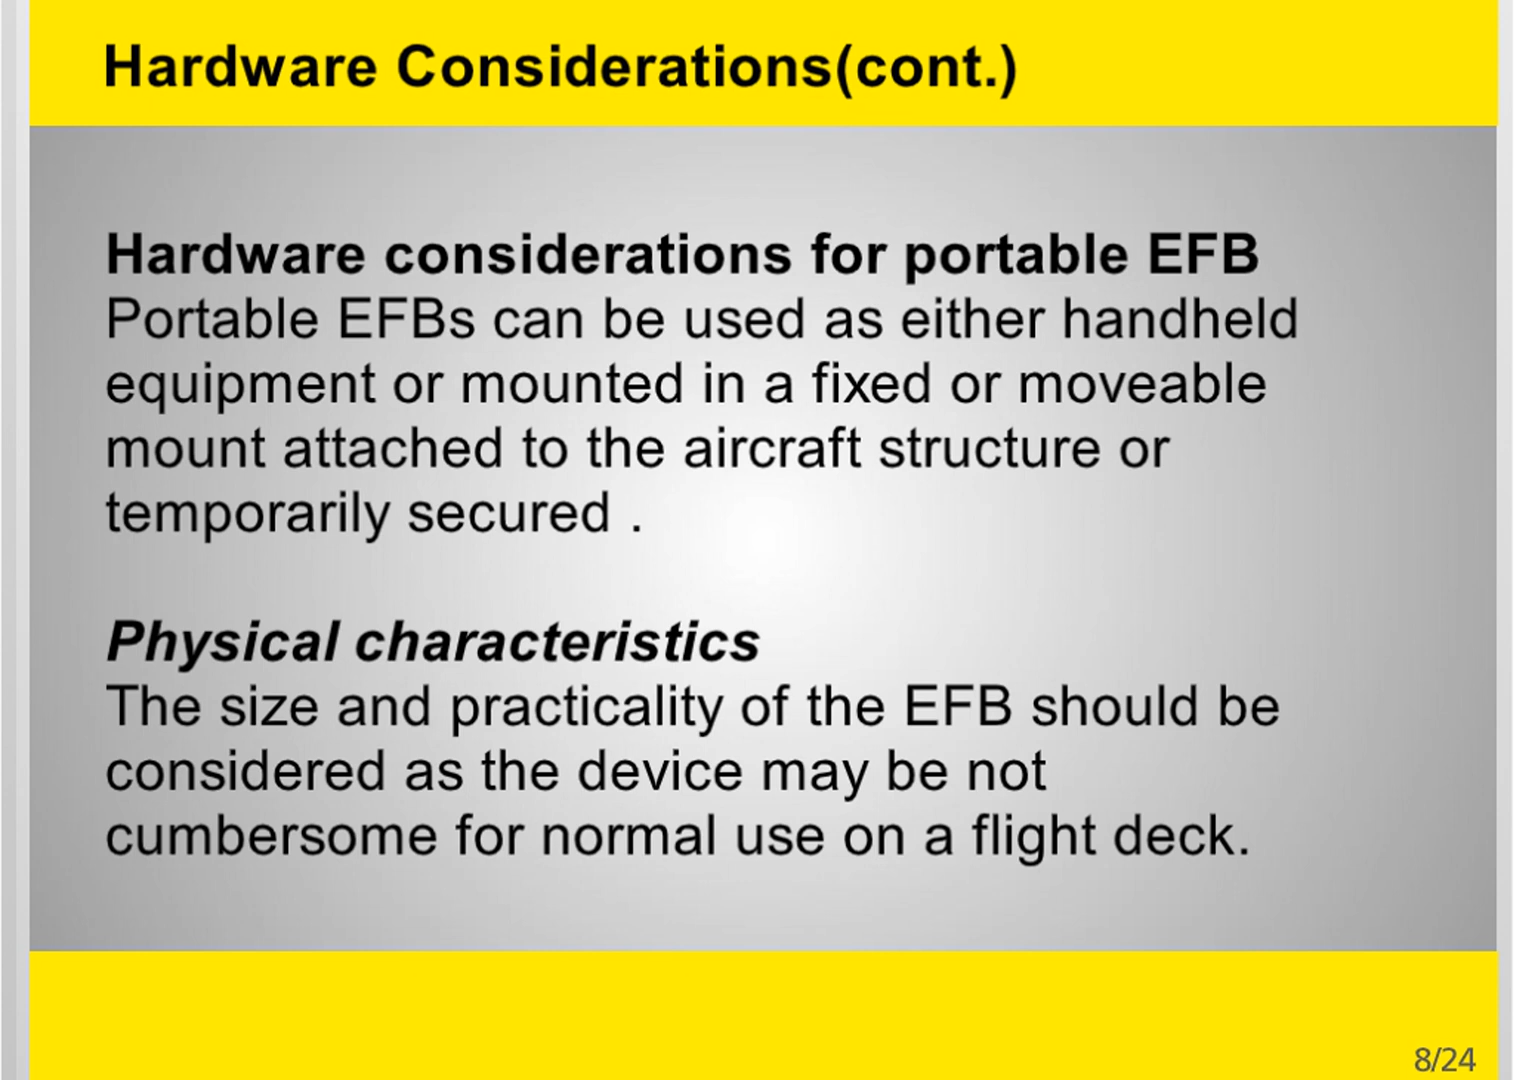 Hardware Considerations(cont.)
Hardware considerations for portable EFB
Portable EFBs can be used as either handheld
equipment or mounted in a fixed or moveable
mount attached to the aircraft structure or
temporarily secured .
Physical characteristics
The size and practicality of the EFB should be
considered as the device may be not
cumbersome for normal use on a flight deck.
8/24